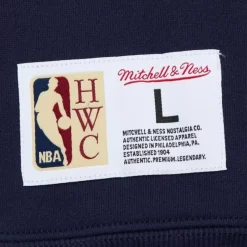 H
W
C
NBA
Mitchell & Ness
L
MITCHELL & NESS NOSTALGIA CO.
AUTHENTIC LICENSED APPAREL
DESIGNED IN PHILADELPHIA, PA.
ESTABLISHED 1904
AUTHENTIC. PREMIUM. LEGENDARY.